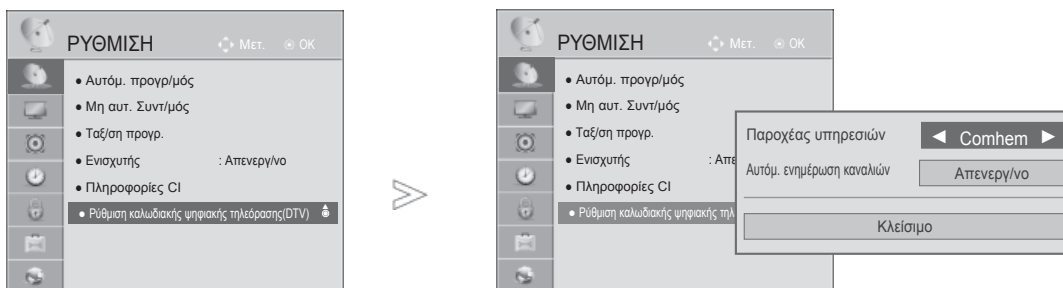 ΡΥΘΜΙΣΗ Μετ. OK
● Αυτόμ. προγρ/μός
● Μη αυτ. Συντ/μός
● Ταξ/ση προγρ.
● Ενισχυτής : Απενεργ/νο
● Πληροφορίες CI
● Ρύθμιση καλωδιακής ψηφιακής τηλεόρασης(DTV)
ΡΥΘΜΙΣΗ Μετ. OK
● Αυτόμ. προγρ/μός
● Μη αυτ. Συντ/μός
● Ταξ/ση προγρ.
● Ενισχυτής : Απε
● Πληροφορίες CI
● Ρύθμιση καλωδιακής ψηφιακής τηλ
Παροχέας υπηρεσιών ◄ Comhem ►
Αυτόμ. ενημέρωση καναλιών Απενεργ/νο
Κλείσιμο